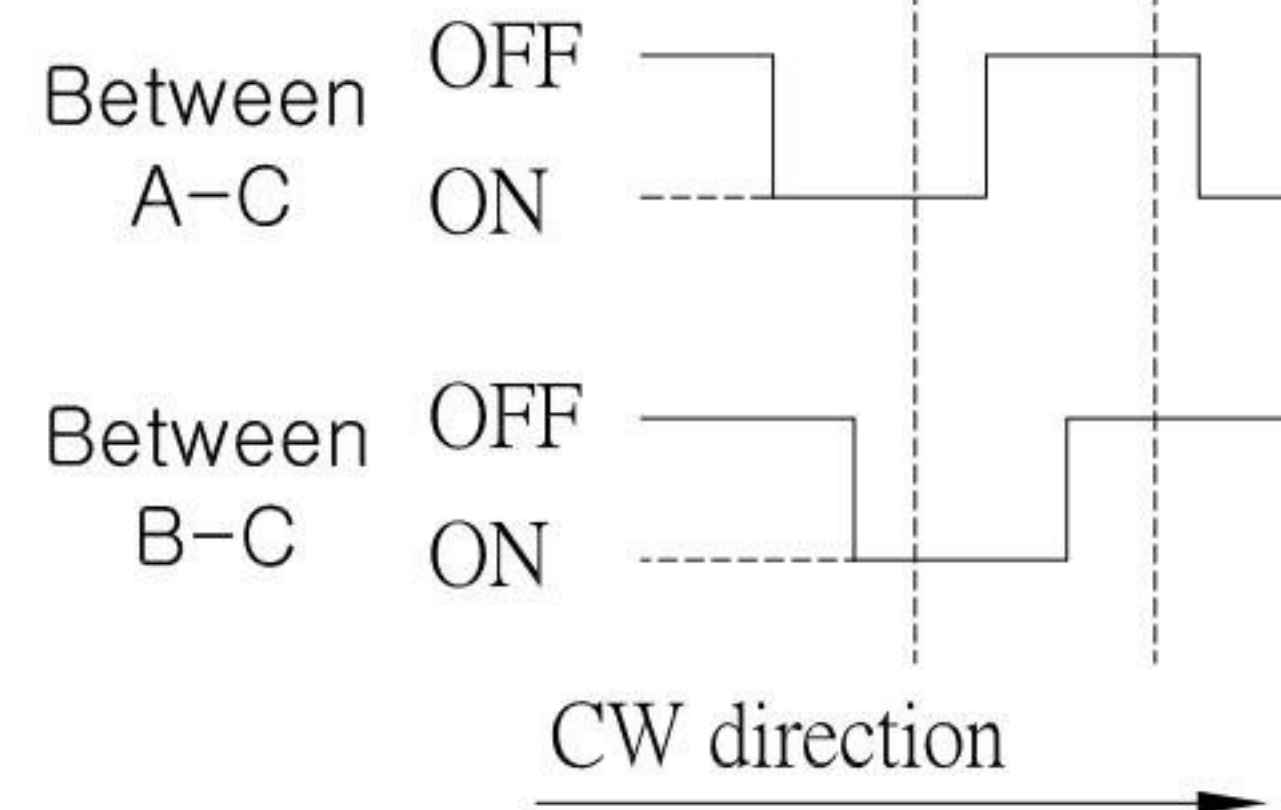 Between
A-C
OFF
ON
Between
B-C
OFF
ON
CW direction